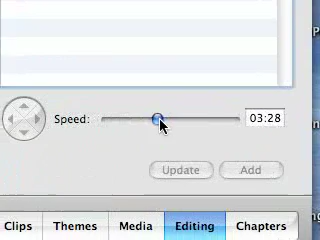 Speed: 03:28
Update Add
Clips Themes Media Editing Chapters